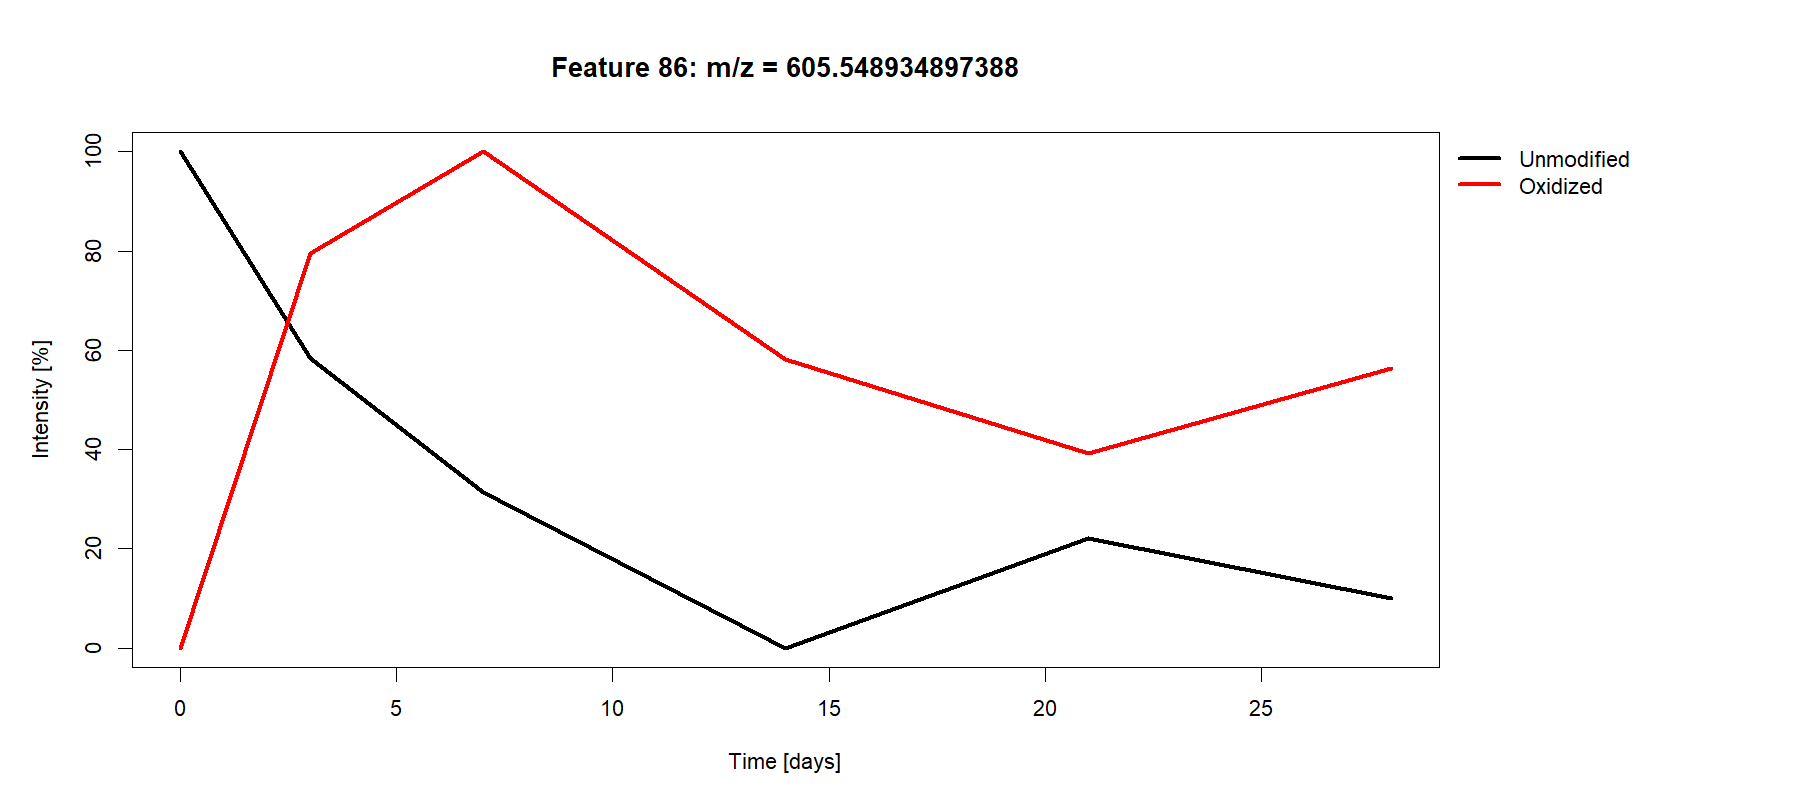 Feature 86: m/z = 605.548934897388
Unmodified
Oxidized
Intensity [%]
100
80
60
40
20
0
0 5 10 15 20 25
Time [days]